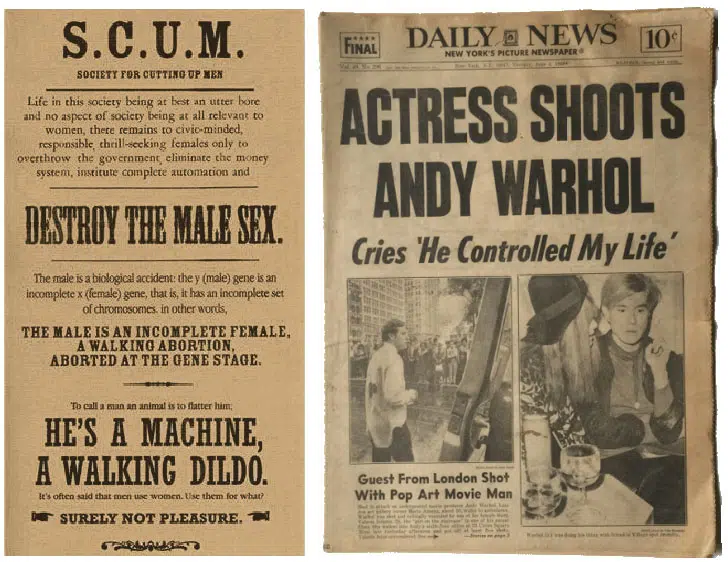 S.C.U.M.
SOCIETY FOR CUTTING UP MEN
Life in this society being at best an utter bore
and no aspect of society being at all relevant to
women, there remains to civic-minded,
responsible, thrill-seeking females only to
overthrow the government, eliminate the money
system, institute complete automation and
DESTROY THE MALE SEX.
The male is a biological accident: the y (male) gene is an
incomplete x (female) gene, that is, it has an incomplete set
of chromosomes. in other words,
THE MALE IS AN INCOMPLETE FEMALE,
A WALKING ABORTION,
ABORTED AT THE GENE STAGE.
To call a man an animal is to flatter him;
HE'S A MACHINE,
A WALKING DILDO.
It's often said that men use women. Use them for what?
SURELY NOT PLEASURE.
FINAL
DAILY NEWS
NEW YORK'S PICTURE NEWSPAPER
10¢
ACTRESS SHOOTS
ANDY WARHOL
Cries 'He Controlled My Life'
Guest From London Shot
With Pop Art Movie Man